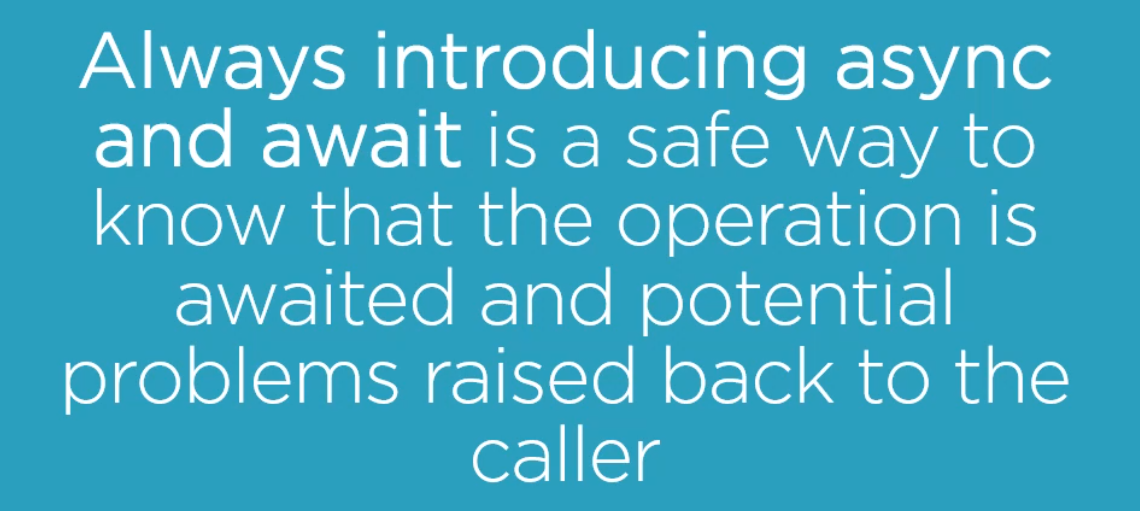 Always introducing async
and await is a safe way to
know that the operation is
awaited and potential
problems raised back to the
caller